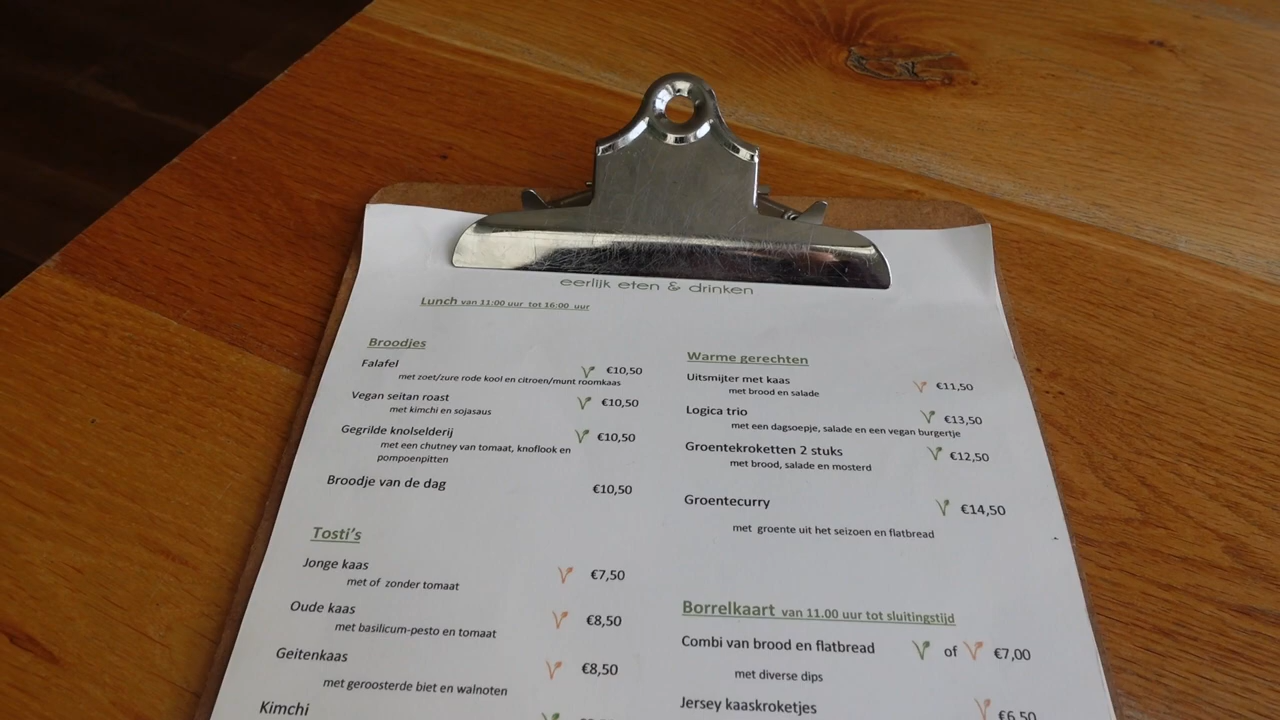 eerlijk eten & drinken
Lunch van 11:00 uur tot 16:00 uur
Broodjes
Falafel €10,50
met zoet/zure rode kool en citroen/munt roomkaas
Vegan seitan roast €10,50
met kimchi en sojasaus
Gegrilde knolselderij €10,50
met een chutney van tomaat, knoflook en
pompoenpitten
Broodje van de dag €10,50
Tosti's
Jonge kaas €7,50
met of zonder tomaat
Oude kaas €8,50
met basilicum-pesto en tomaat
Geitenkaas €8,50
met geroosterde biet en walnoten
Kimchi
Warme gerechten
Uitsmijter met kaas €11,50
met brood en salade
Logica trio €13,50
met een dagsoepje, salade en een vegan burgertje
Groentekroketten 2 stuks €12,50
met brood, salade en mosterd
Groentecurry €14,50
met groente uit het seizoen en flatbread
Borrelkaart van 11.00 uur tot sluitingstijd
Combi van brood en flatbread of €7,00
met diverse dips
Jersey kaaskroketjes €6,50